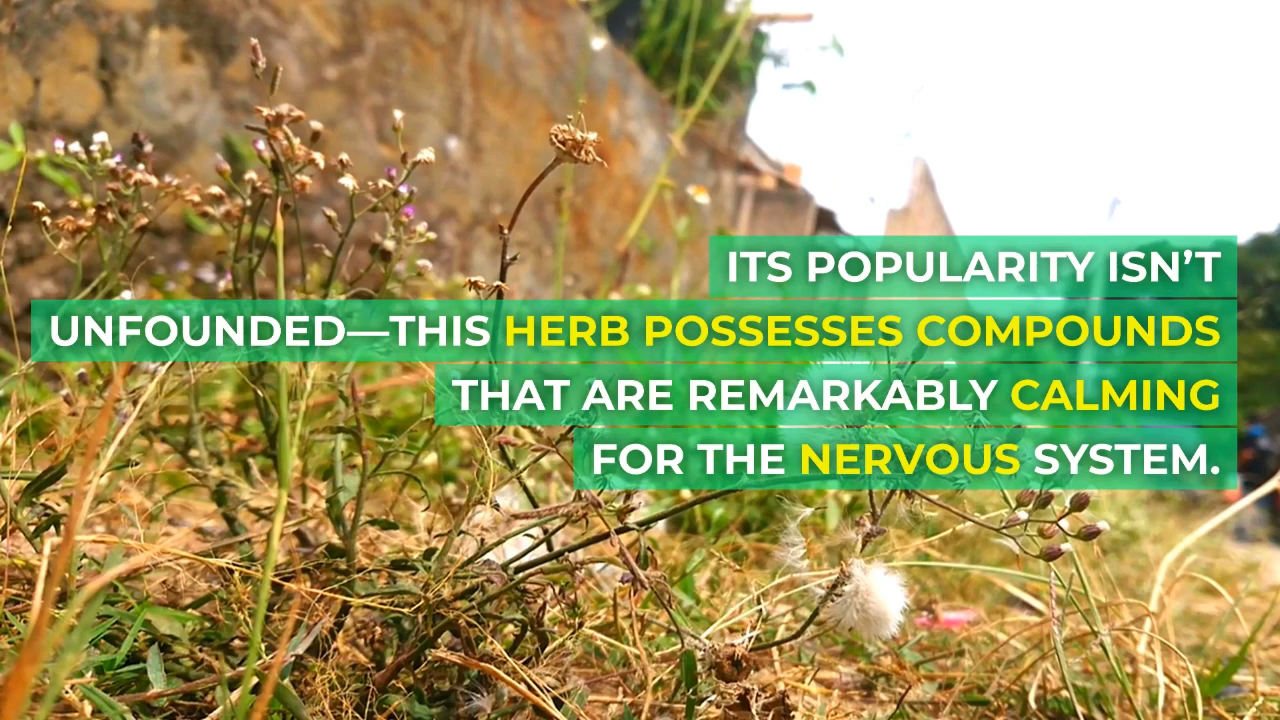 ITS POPULARITY ISN’T
UNFOUNDED—THIS HERB POSSESSES COMPOUNDS
THAT ARE REMARKABLY CALMING
FOR THE NERVOUS SYSTEM.